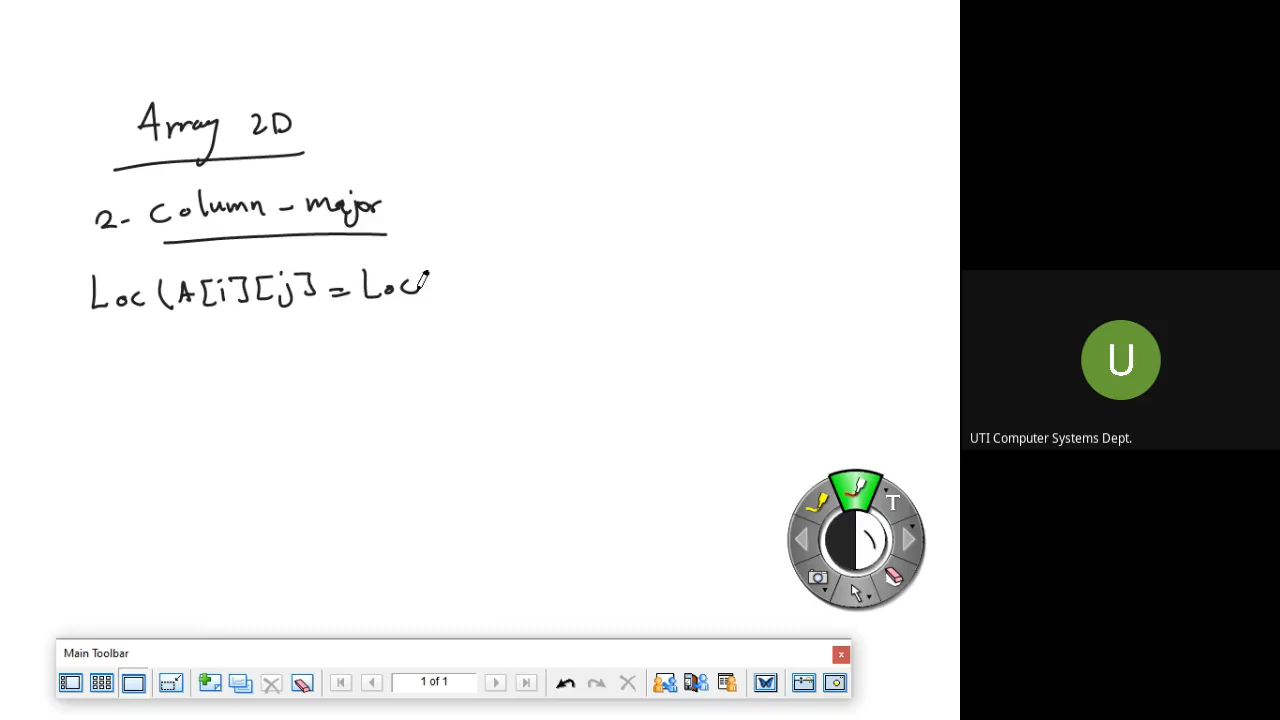 Array 2D
2- Column - major
Loc (A[i][j] = Loc
T
U
UTI Computer Systems Dept.
Main Toolbar
x
1 of 1